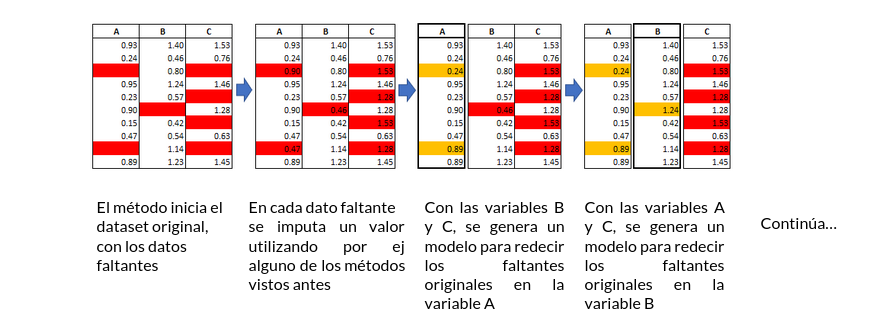 A B C
0.93 1.40 1.53
0.24 0.46 0.76
0.80
0.95 1.24 1.46
0.23 0.57
0.90 1.28
0.15 0.42
0.47 0.54 0.63
1.14
0.89 1.23 1.45
A B C
0.93 1.40 1.53
0.24 0.46 0.76
0.90 0.80 1.53
0.95 1.24 1.46
0.23 0.57 1.28
0.90 0.46 1.28
0.15 0.42 1.53
0.47 0.54 0.63
0.47 1.14 1.28
0.89 1.23 1.45
A B C
0.93 1.40 1.53
0.24 0.46 0.76
0.24 0.80 1.53
0.95 1.24 1.46
0.23 0.57 1.28
0.90 0.46 1.28
0.15 0.42 1.53
0.47 0.54 0.63
0.89 1.14 1.28
0.89 1.23 1.45
A B C
0.93 1.40 1.53
0.24 0.46 0.76
0.24 0.80 1.53
0.95 1.24 1.46
0.23 0.57 1.28
0.90 1.24 1.28
0.15 0.42 1.53
0.47 0.54 0.63
0.89 1.14 1.28
0.89 1.23 1.45
El método inicia el
dataset original,
con los datos
faltantes
En cada dato faltante
se imputa un valor
utilizando por ej
alguno de los métodos
vistos antes
Con las variables B
y C, se genera un
modelo para redecir
los faltantes
originales en la
variable A
Con las variables A
y C, se genera un
modelo para redecir
los faltantes
originales en la
variable B
Continúa...